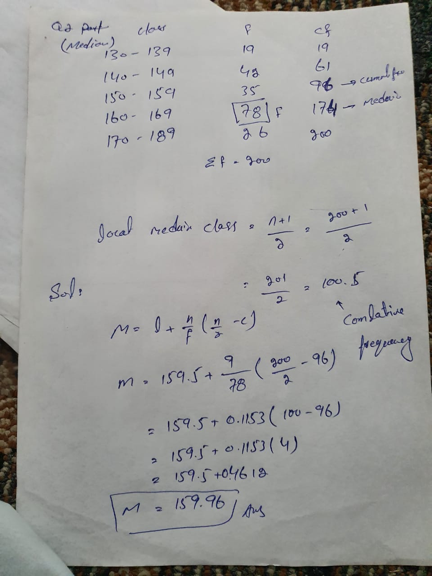 Q2 part class f cf
(Median)
130 - 139 19 19
140 - 149 42 61
150 - 159 35 96 →
160 - 169 78 f 174 → median
170 - 189 26 200
Σf = 200
local median class = n+1/2 = 200+1/2
Sol:
= 201/2 = 100.5
M = l + h/f (n/2 - c)
Comlative frequency
m = 159.5 + 9/78 (200/2 - 96)
= 159.5 + 0.1153 (100 - 96)
= 159.5 + 0.1153 (4)
= 159.5 + 0.4612
M = 159.96 Ans